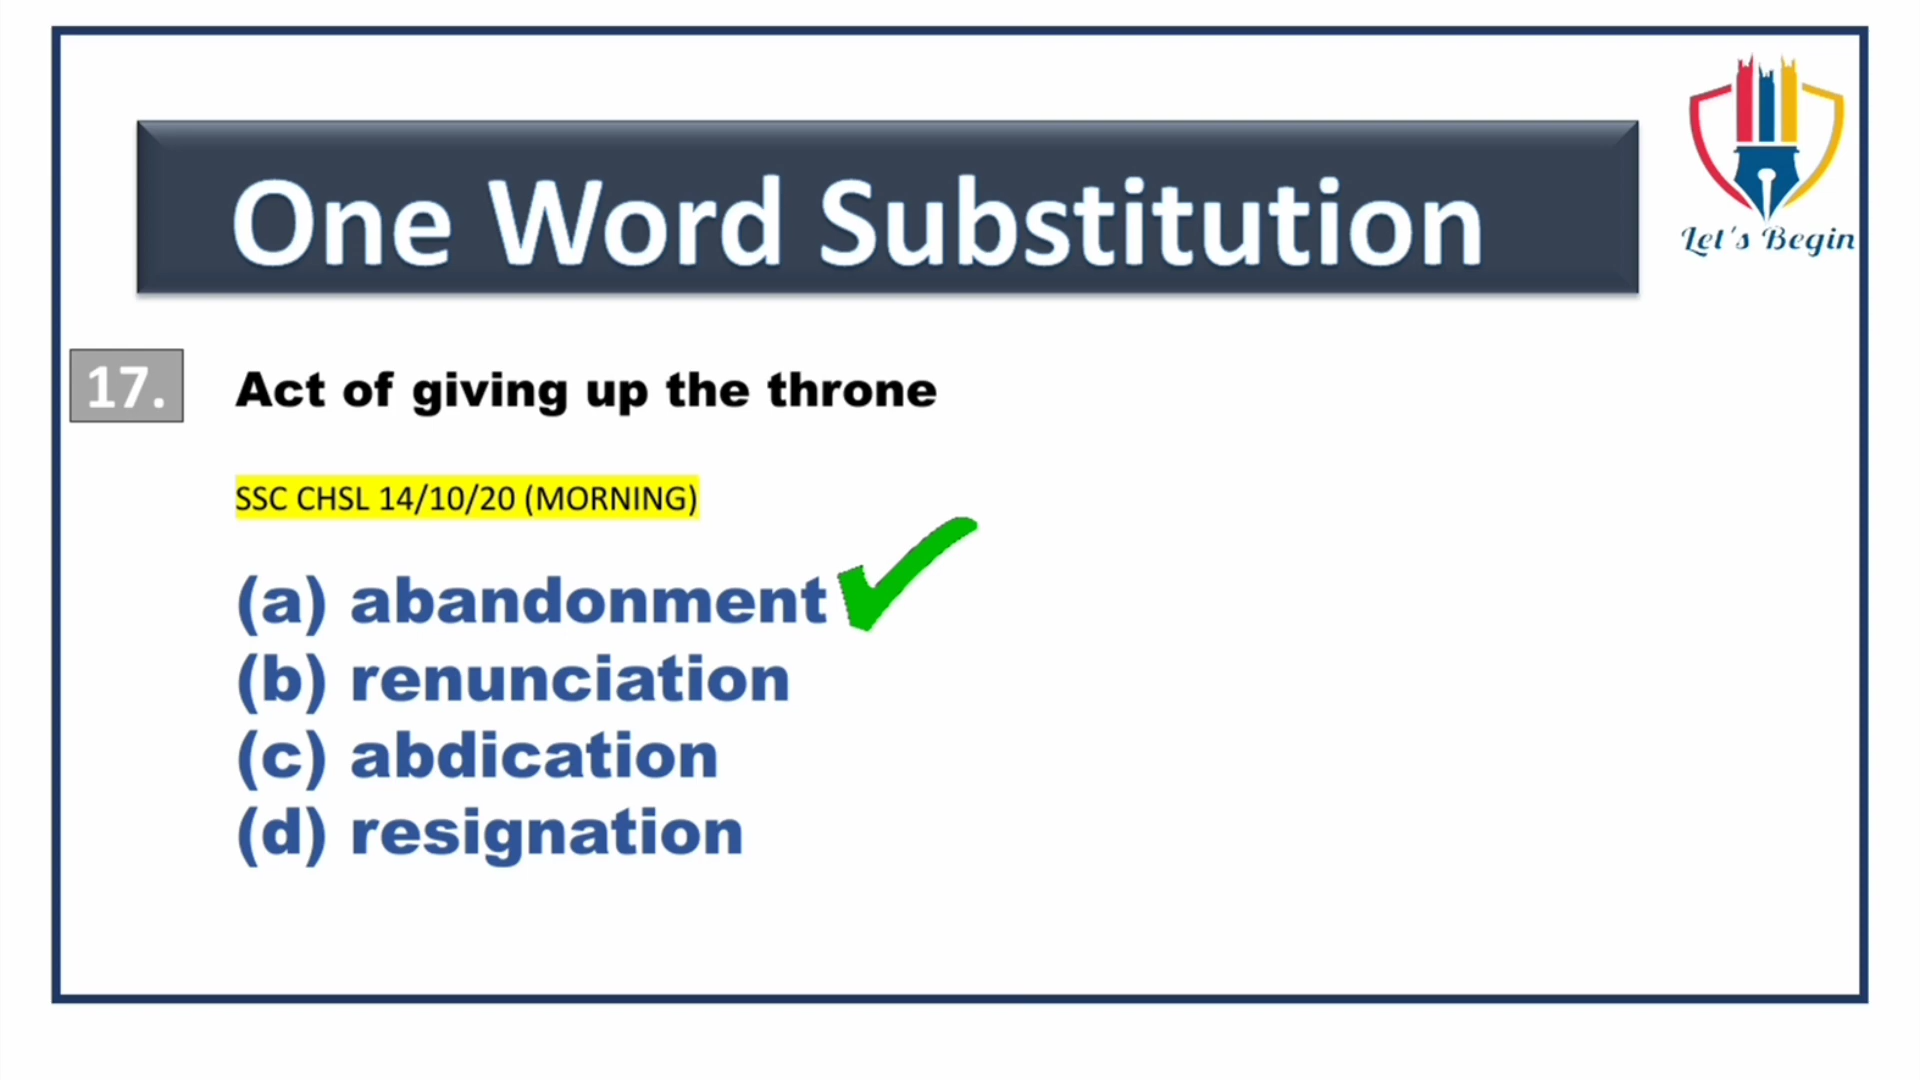 One Word Substitution
Let's Begin
17. Act of giving up the throne
SSC CHSL 14/10/20 (MORNING)
(a) abandonment
(b) renunciation
(c) abdication
(d) resignation